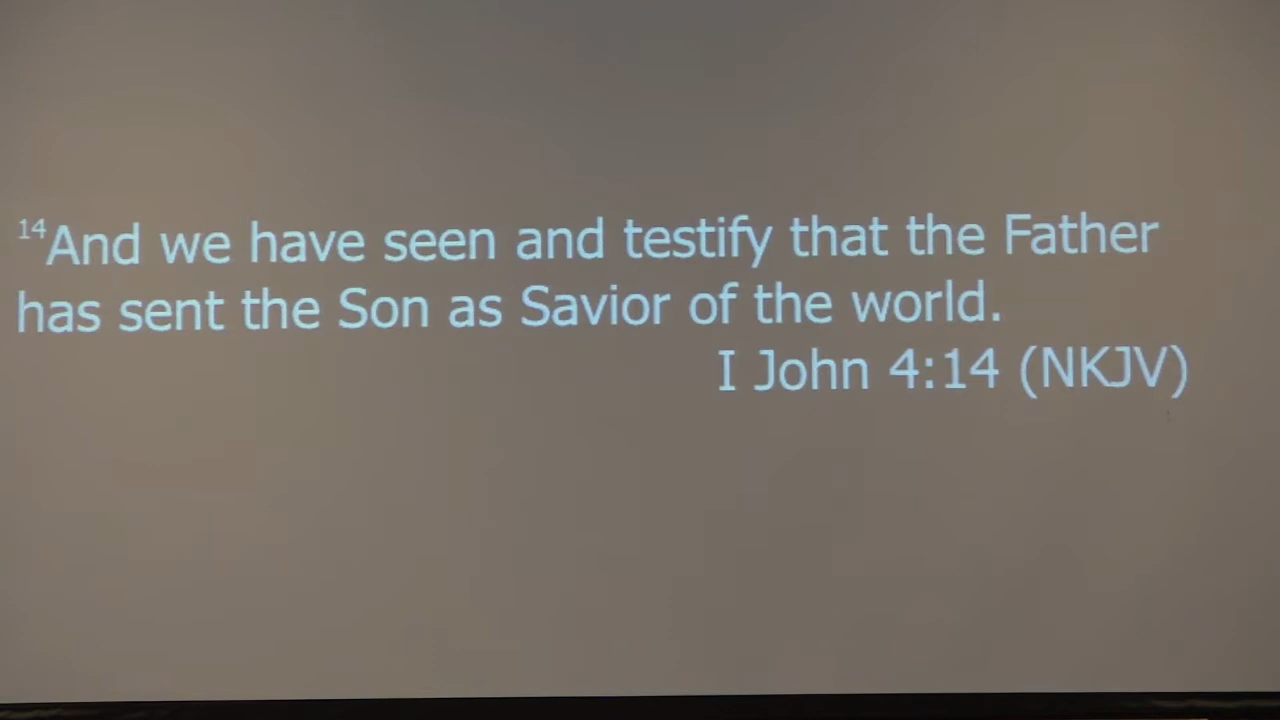 14And we have seen and testify that the Father
has sent the Son as Savior of the world.
I John 4:14 (NKJV)